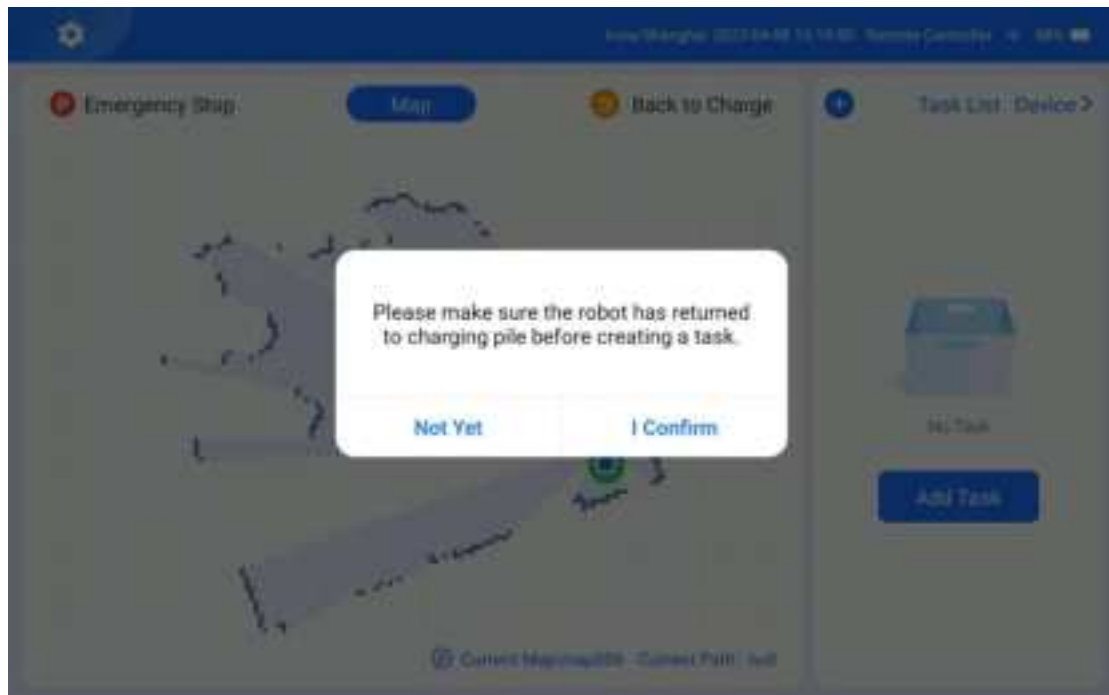 Emergency Stop
Map
Back to Charge
Task List
Device >
Please make sure the robot has returned
to charging pile before creating a task.
Not Yet
I Confirm
No Task
Add Task